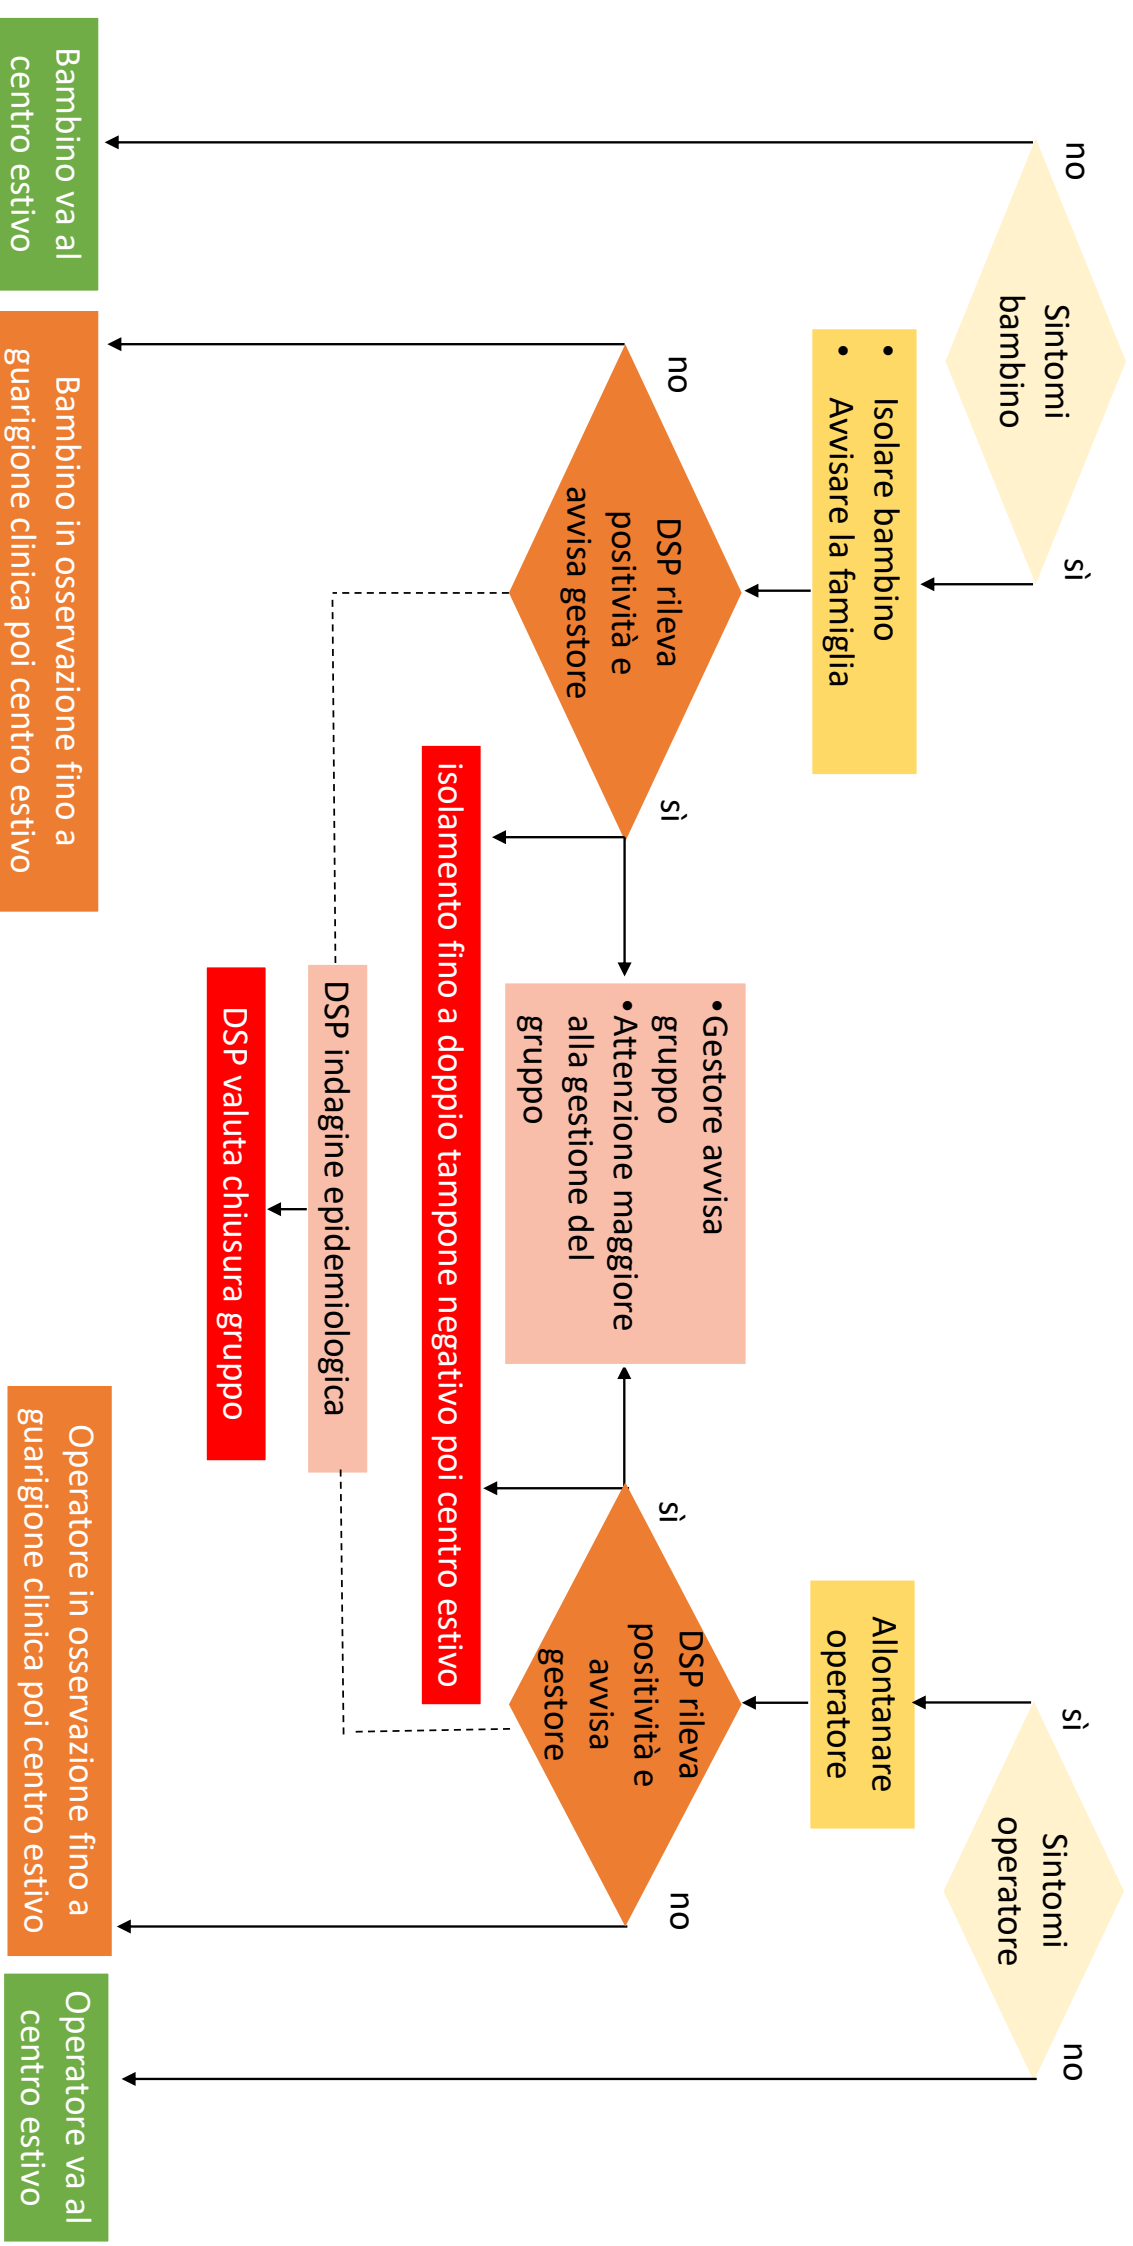 no
Sintomi
bambino
sì
sì
Sintomi
operatore
no
• Isolare bambino
• Avvisare la famiglia
Allontanare
operatore
no
DSP rileva
positività e
avvisa gestore
sì
•Gestore avvisa
gruppo
•Attenzione maggiore
alla gestione del
gruppo
sì
DSP rileva
positività e
avvisa
gestore
no
isolamento fino a doppio tampone negativo poi centro estivo
DSP indagine epidemiologica
DSP valuta chiusura gruppo
Bambino va al
centro estivo
Bambino in osservazione fino a
guarigione clinica poi centro estivo
Operatore in osservazione fino a
guarigione clinica poi centro estivo
Operatore va al
centro estivo